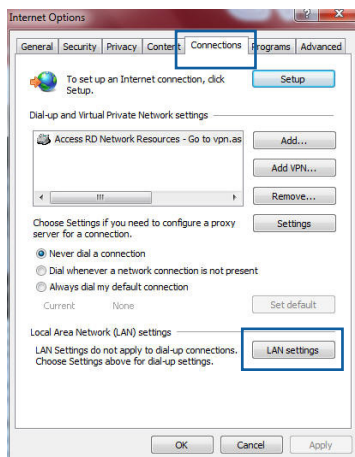 Internet Options
General Security Privacy Content Connections Programs Advanced
To set up an Internet connection, click
Setup.
Setup
Dial-up and Virtual Private Network settings
Access RD Network Resources - Go to vpn.as
Add...
Add VPN...
Remove...
Choose Settings if you need to configure a proxy
server for a connection.
Settings
Never dial a connection
Dial whenever a network connection is not present
Always dial my default connection
Current None
Set default
Local Area Network (LAN) settings
LAN Settings do not apply to dial-up connections.
Choose Settings above for dial-up settings.
LAN settings
OK Cancel Apply